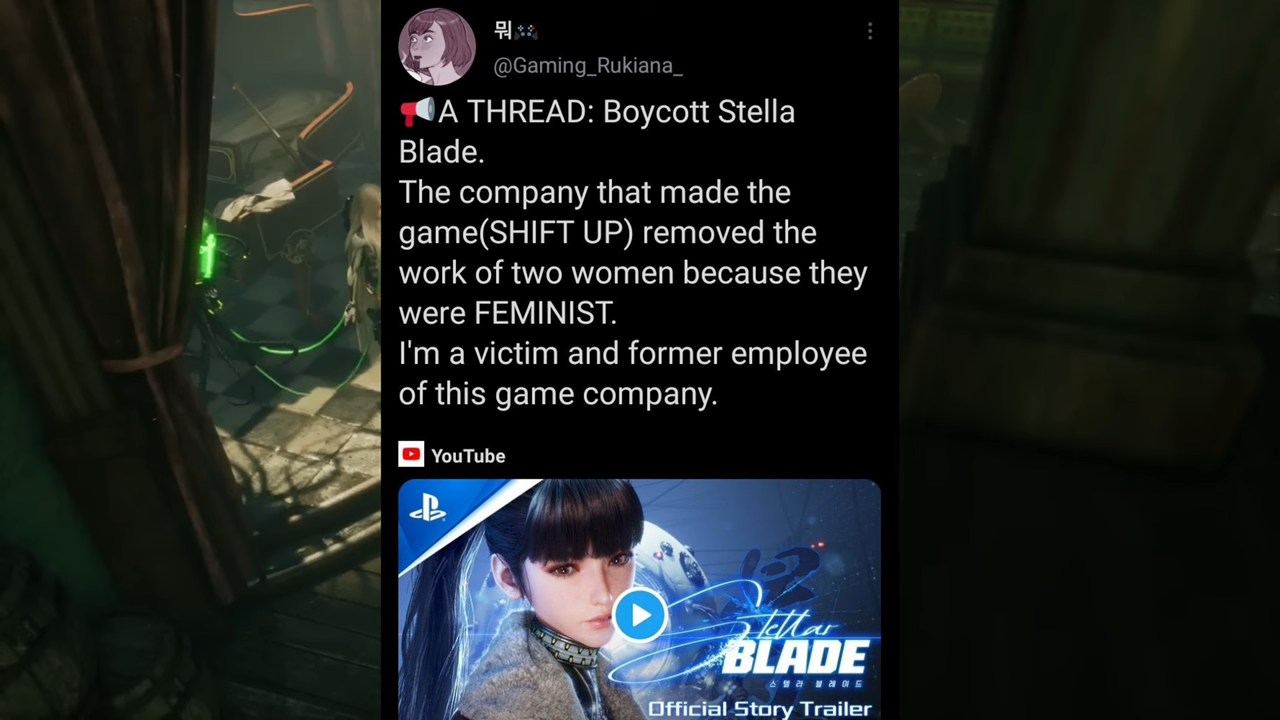 뭐🎮
@Gaming_Rukiana_
📢A THREAD: Boycott Stella
Blade.
The company that made the
game(SHIFT UP) removed the
work of two women because they
were FEMINIST.
I'm a victim and former employee
of this game company.
YouTube
Stellar
BLADE
스텔라 블레이드
Official Story Trailer